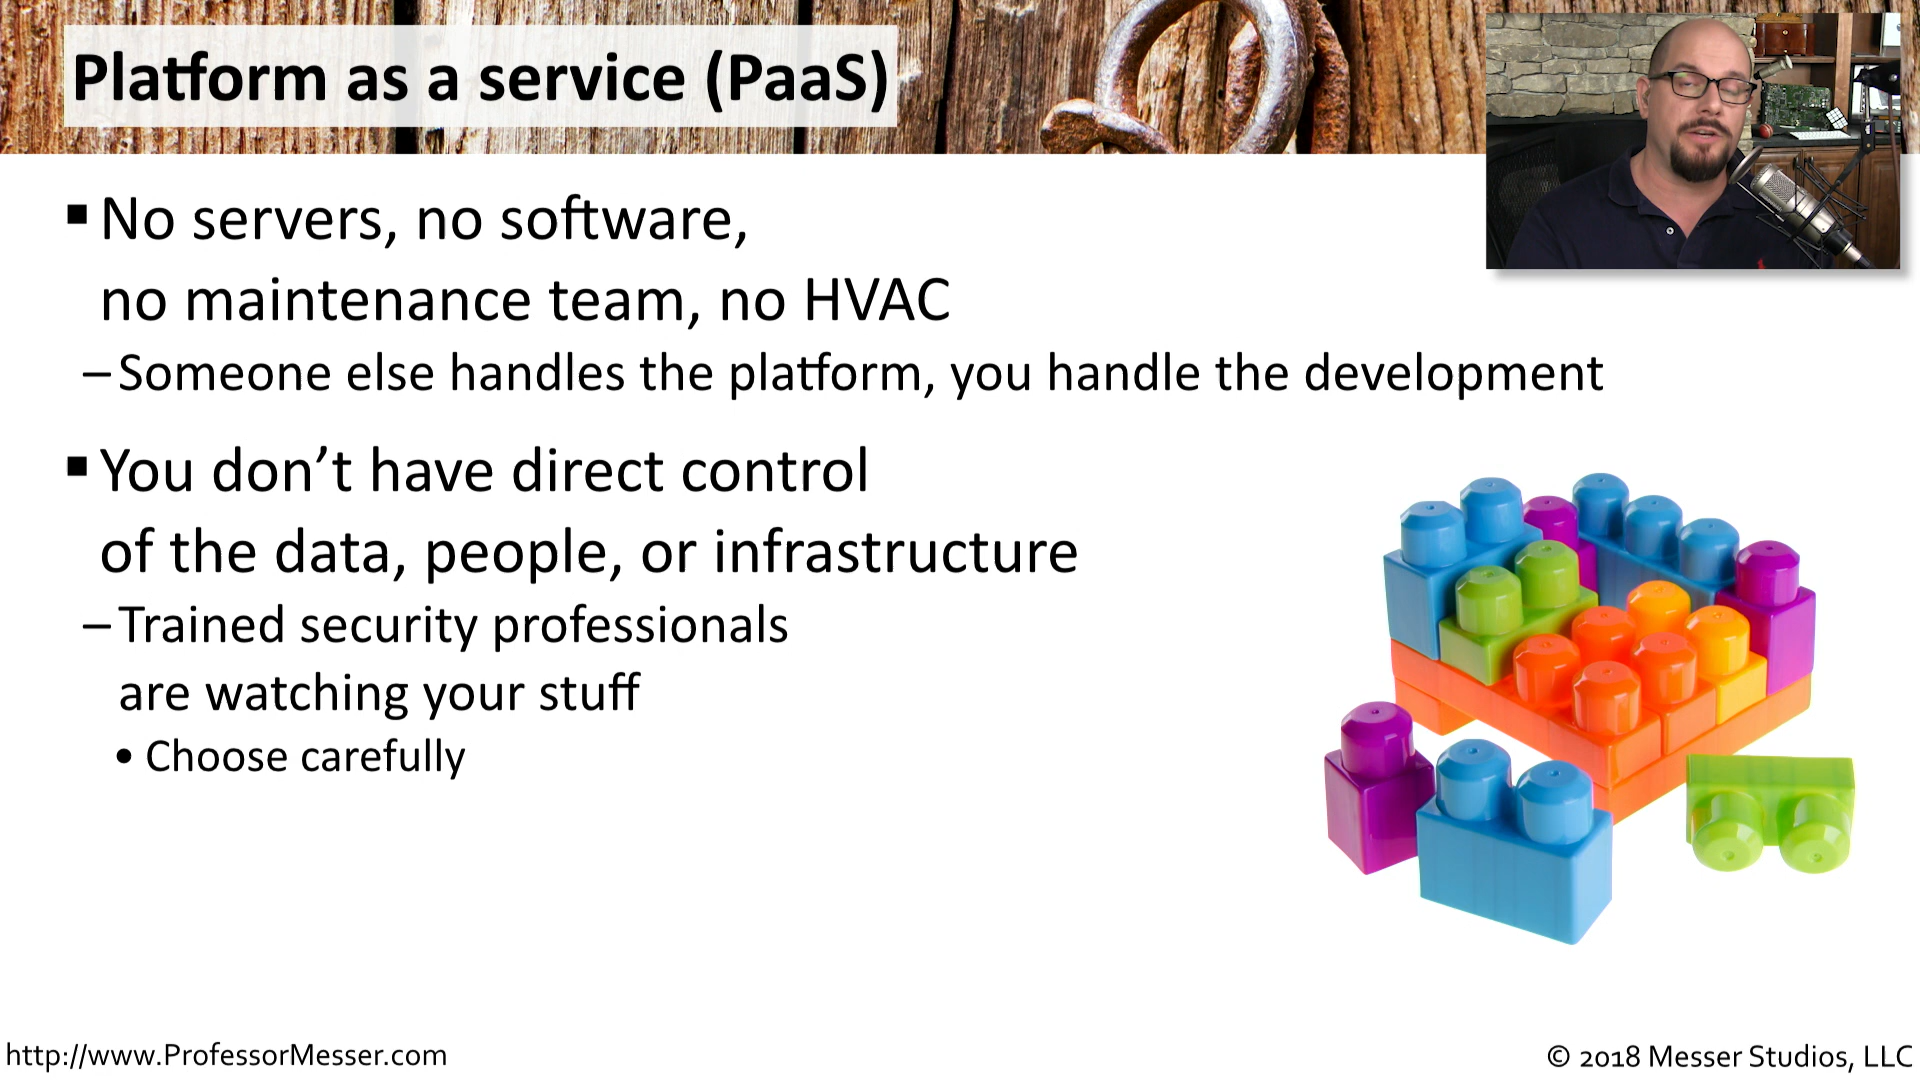 Platform as a service (PaaS)
▪ No servers, no software,
no maintenance team, no HVAC
– Someone else handles the platform, you handle the development
▪ You don’t have direct control
of the data, people, or infrastructure
– Trained security professionals
are watching your stuff
• Choose carefully
http://www.ProfessorMesser.com
© 2018 Messer Studios, LLC